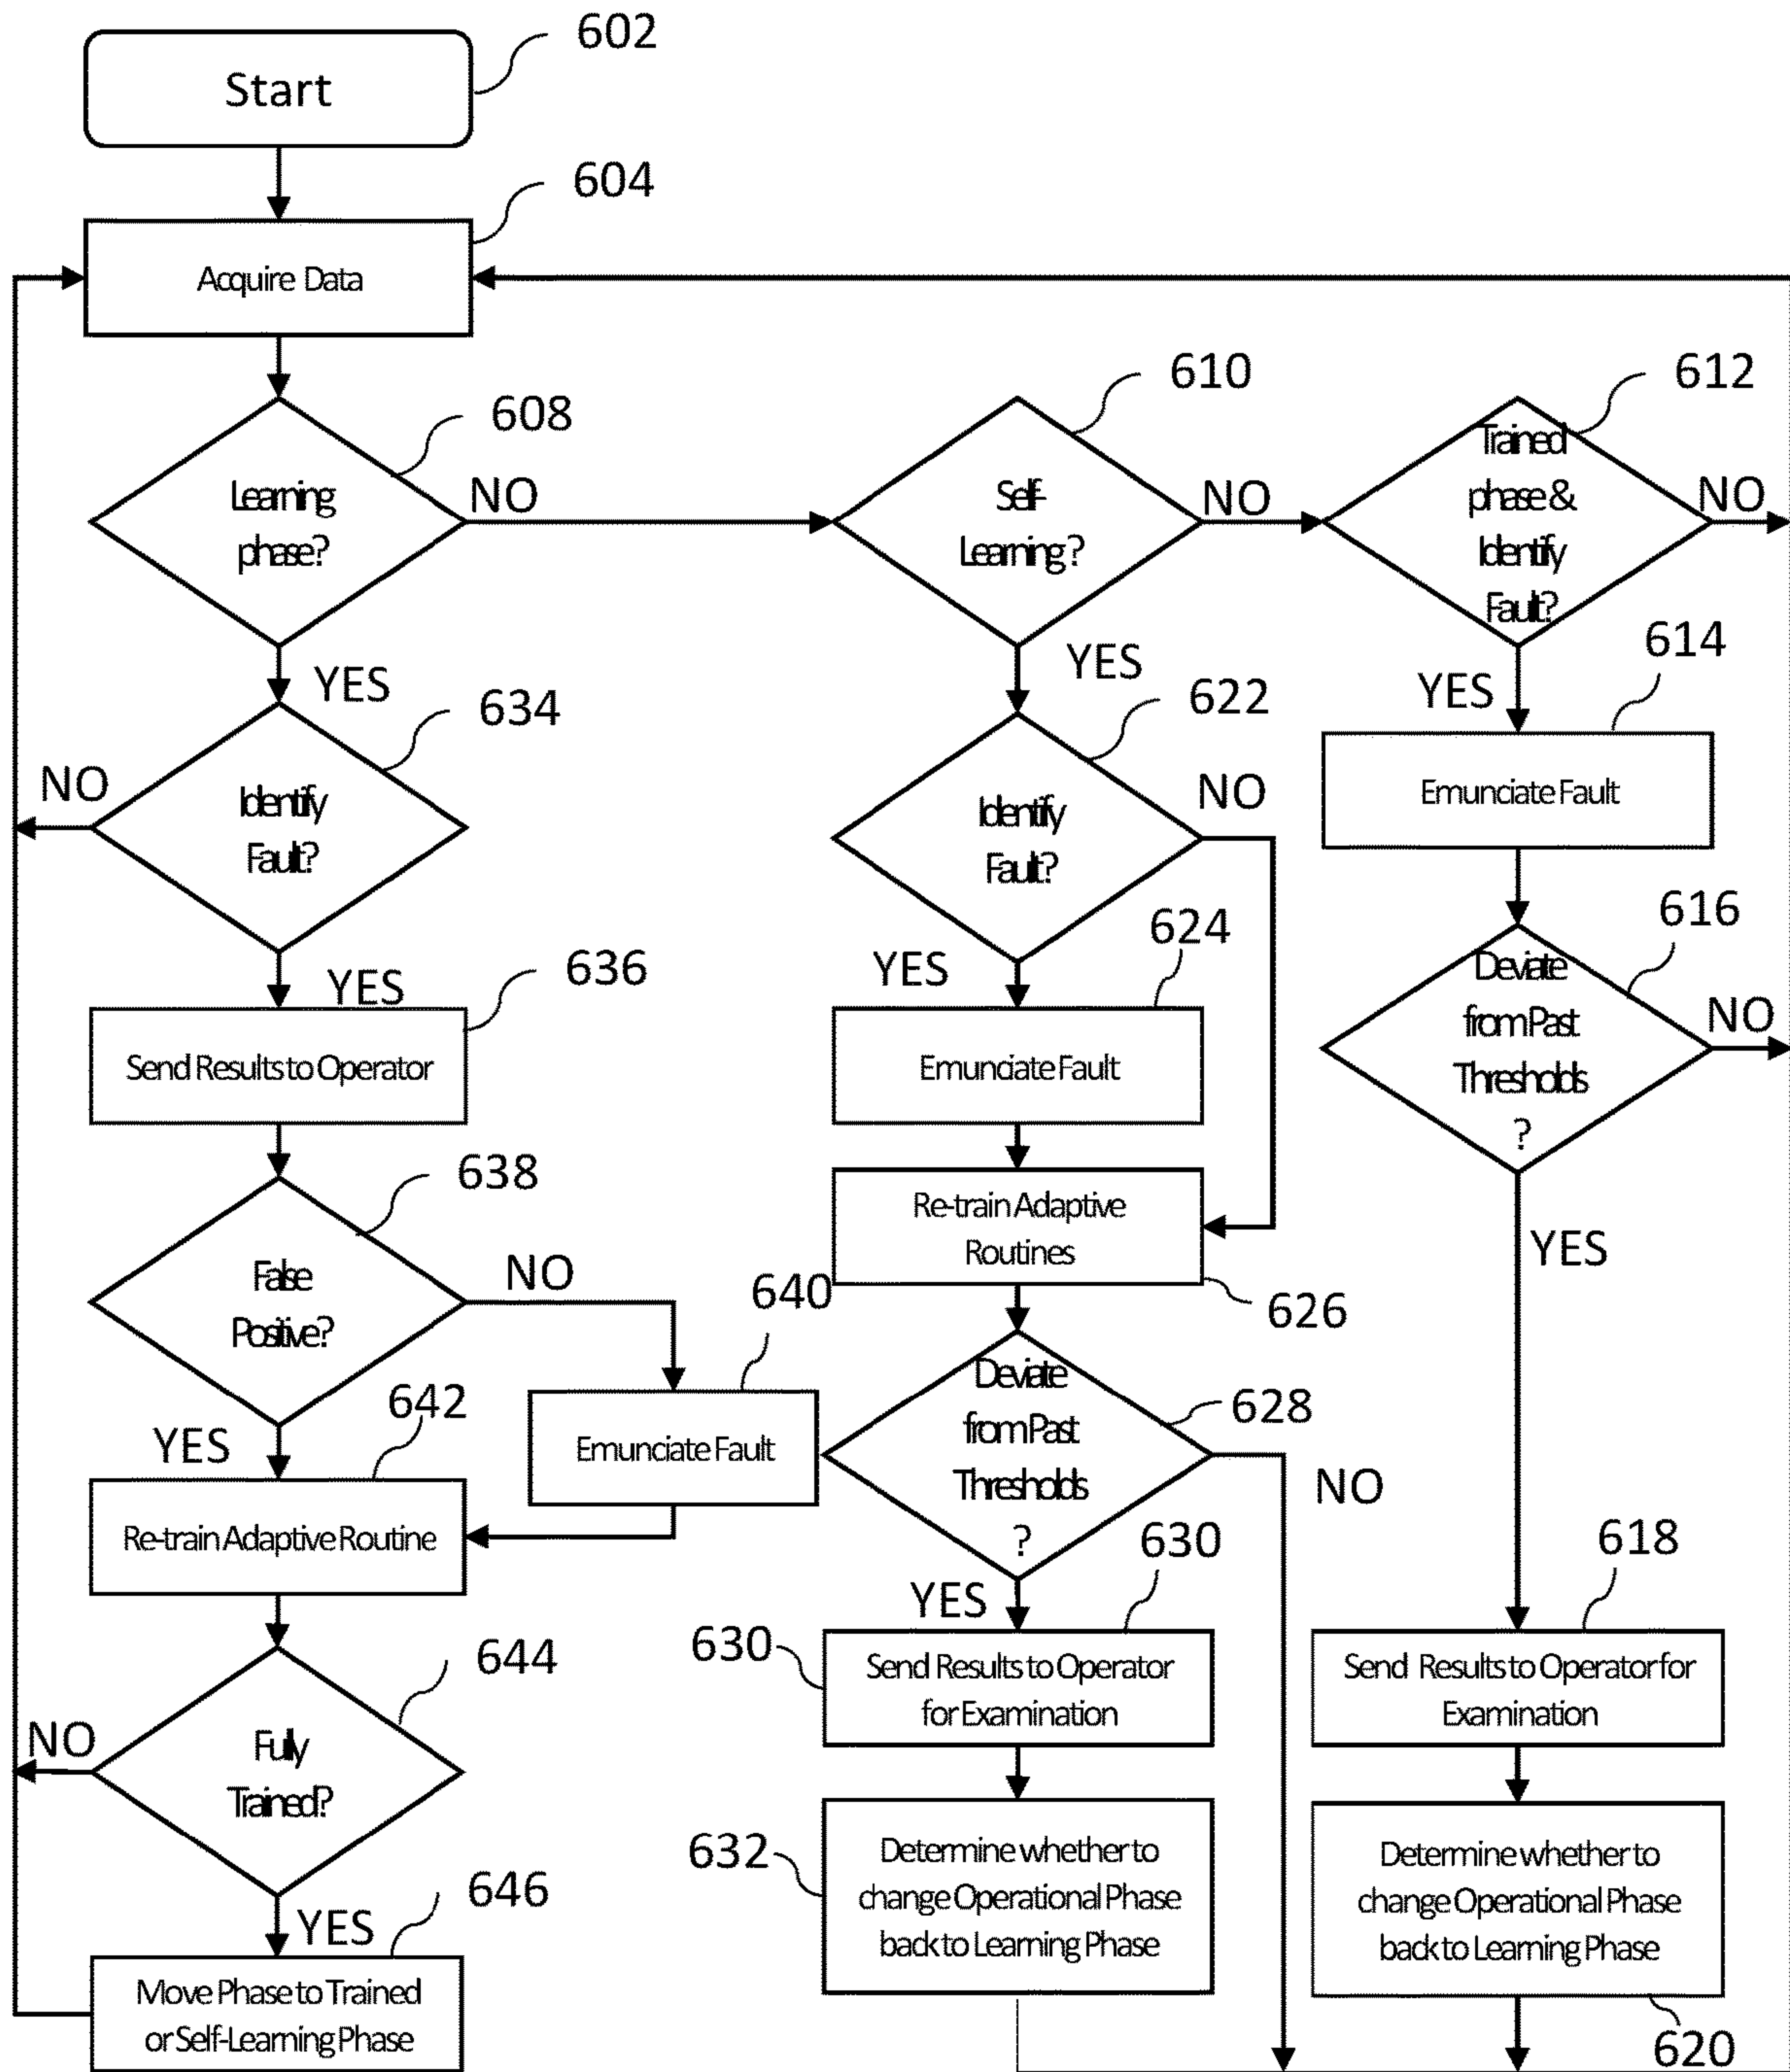 602
Start
604
Acquire Data
608
Learning
phase?
NO
610
Self-
Learning?
NO
612
Trained
phase &
Identify
Fault?
NO
YES
634
Identify
Fault?
NO
YES
622
Identify
Fault?
NO
YES
614
Emunciate Fault
616
Deviate
from Past
Thresholds
?
NO
YES
636
Send Results to Operator
YES
624
Emunciate Fault
Re-train Adaptive
Routines
626
638
False
Positive?
NO
640
Emunciate Fault
YES
642
Re-train Adaptive Routine
Deviate
from Past
Thresholds
?
628
NO
YES
630
630
Send Results to Operator
for Examination
618
Send Results to Operator for
Examination
644
Fully
Trained?
NO
YES
632
Determine whether to
change Operational Phase
back to Learning Phase
Determine whether to
change Operational Phase
back to Learning Phase
620
646
Move Phase to Trained
or Self-Learning Phase